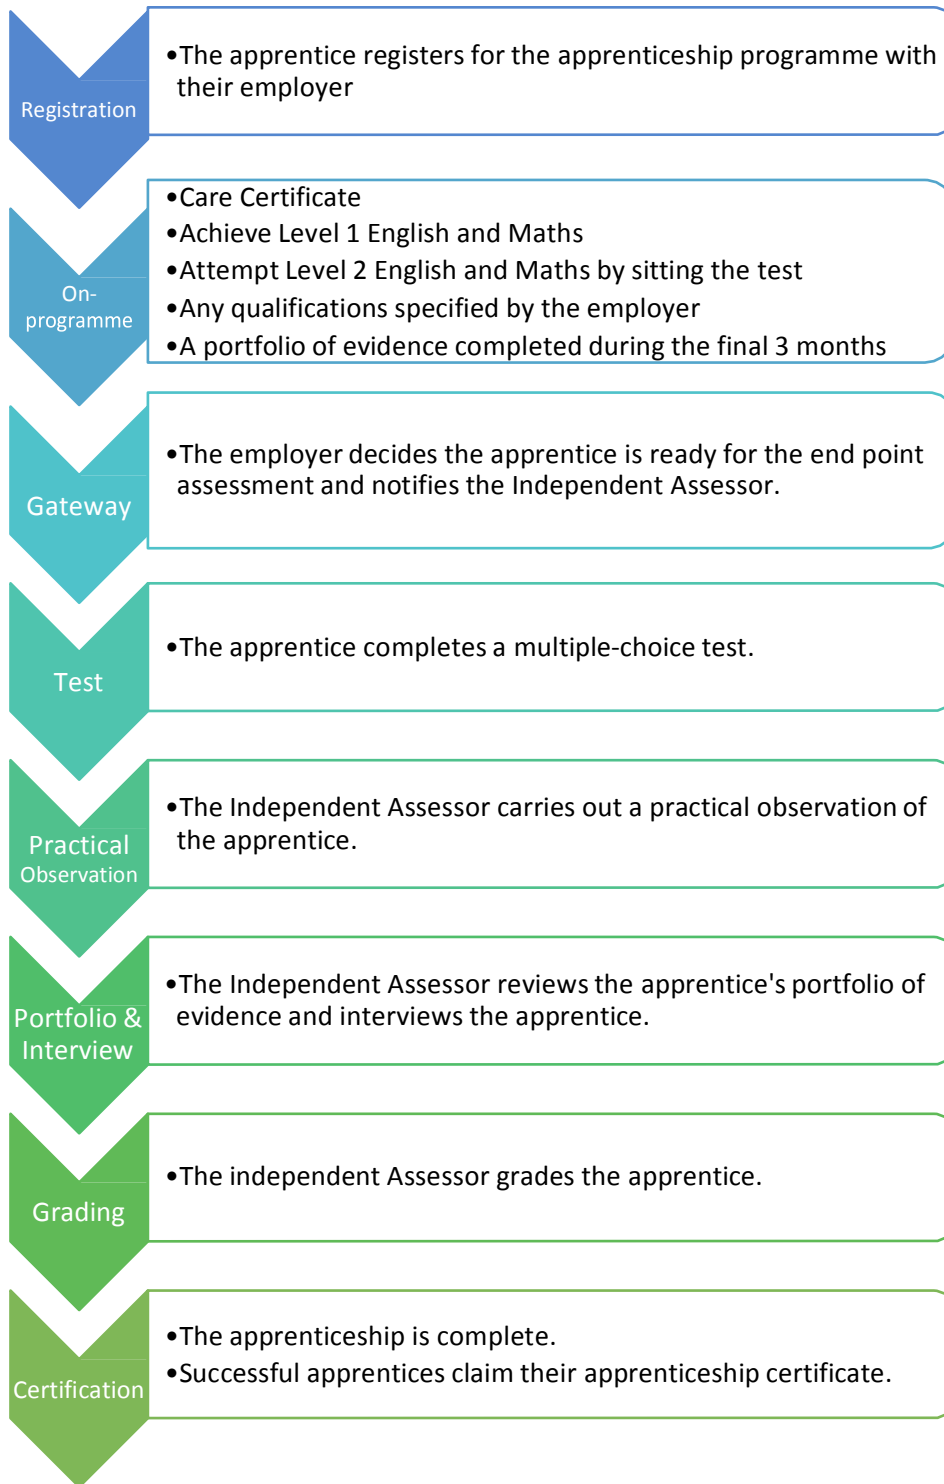 Registration
•The apprentice registers for the apprenticeship programme with
their employer
On-
programme
•Care Certificate
•Achieve Level 1 English and Maths
•Attempt Level 2 English and Maths by sitting the test
•Any qualifications specified by the employer
•A portfolio of evidence completed during the final 3 months
Gateway
•The employer decides the apprentice is ready for the end point
assessment and notifies the Independent Assessor.
Test
•The apprentice completes a multiple-choice test.
Practical
Observation
•The Independent Assessor carries out a practical observation of
the apprentice.
Portfolio &
Interview
•The Independent Assessor reviews the apprentice's portfolio of
evidence and interviews the apprentice.
Grading
•The independent Assessor grades the apprentice.
Certification
•The apprenticeship is complete.
•Successful apprentices claim their apprenticeship certificate.